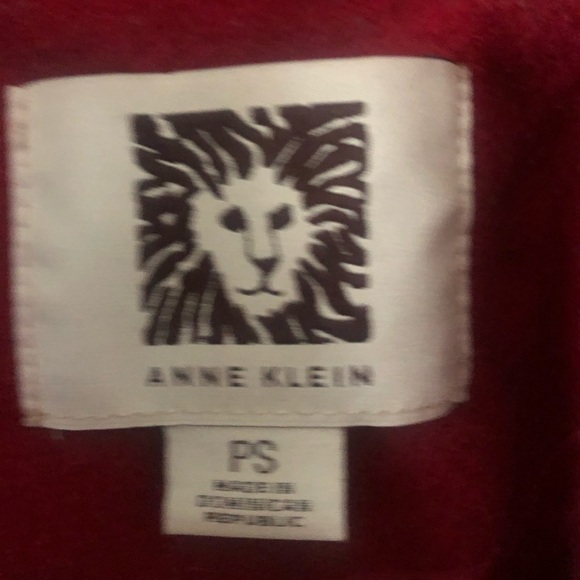 ANNE KLEIN
PS
MADE IN
DOMINICAN
REPUBLIC